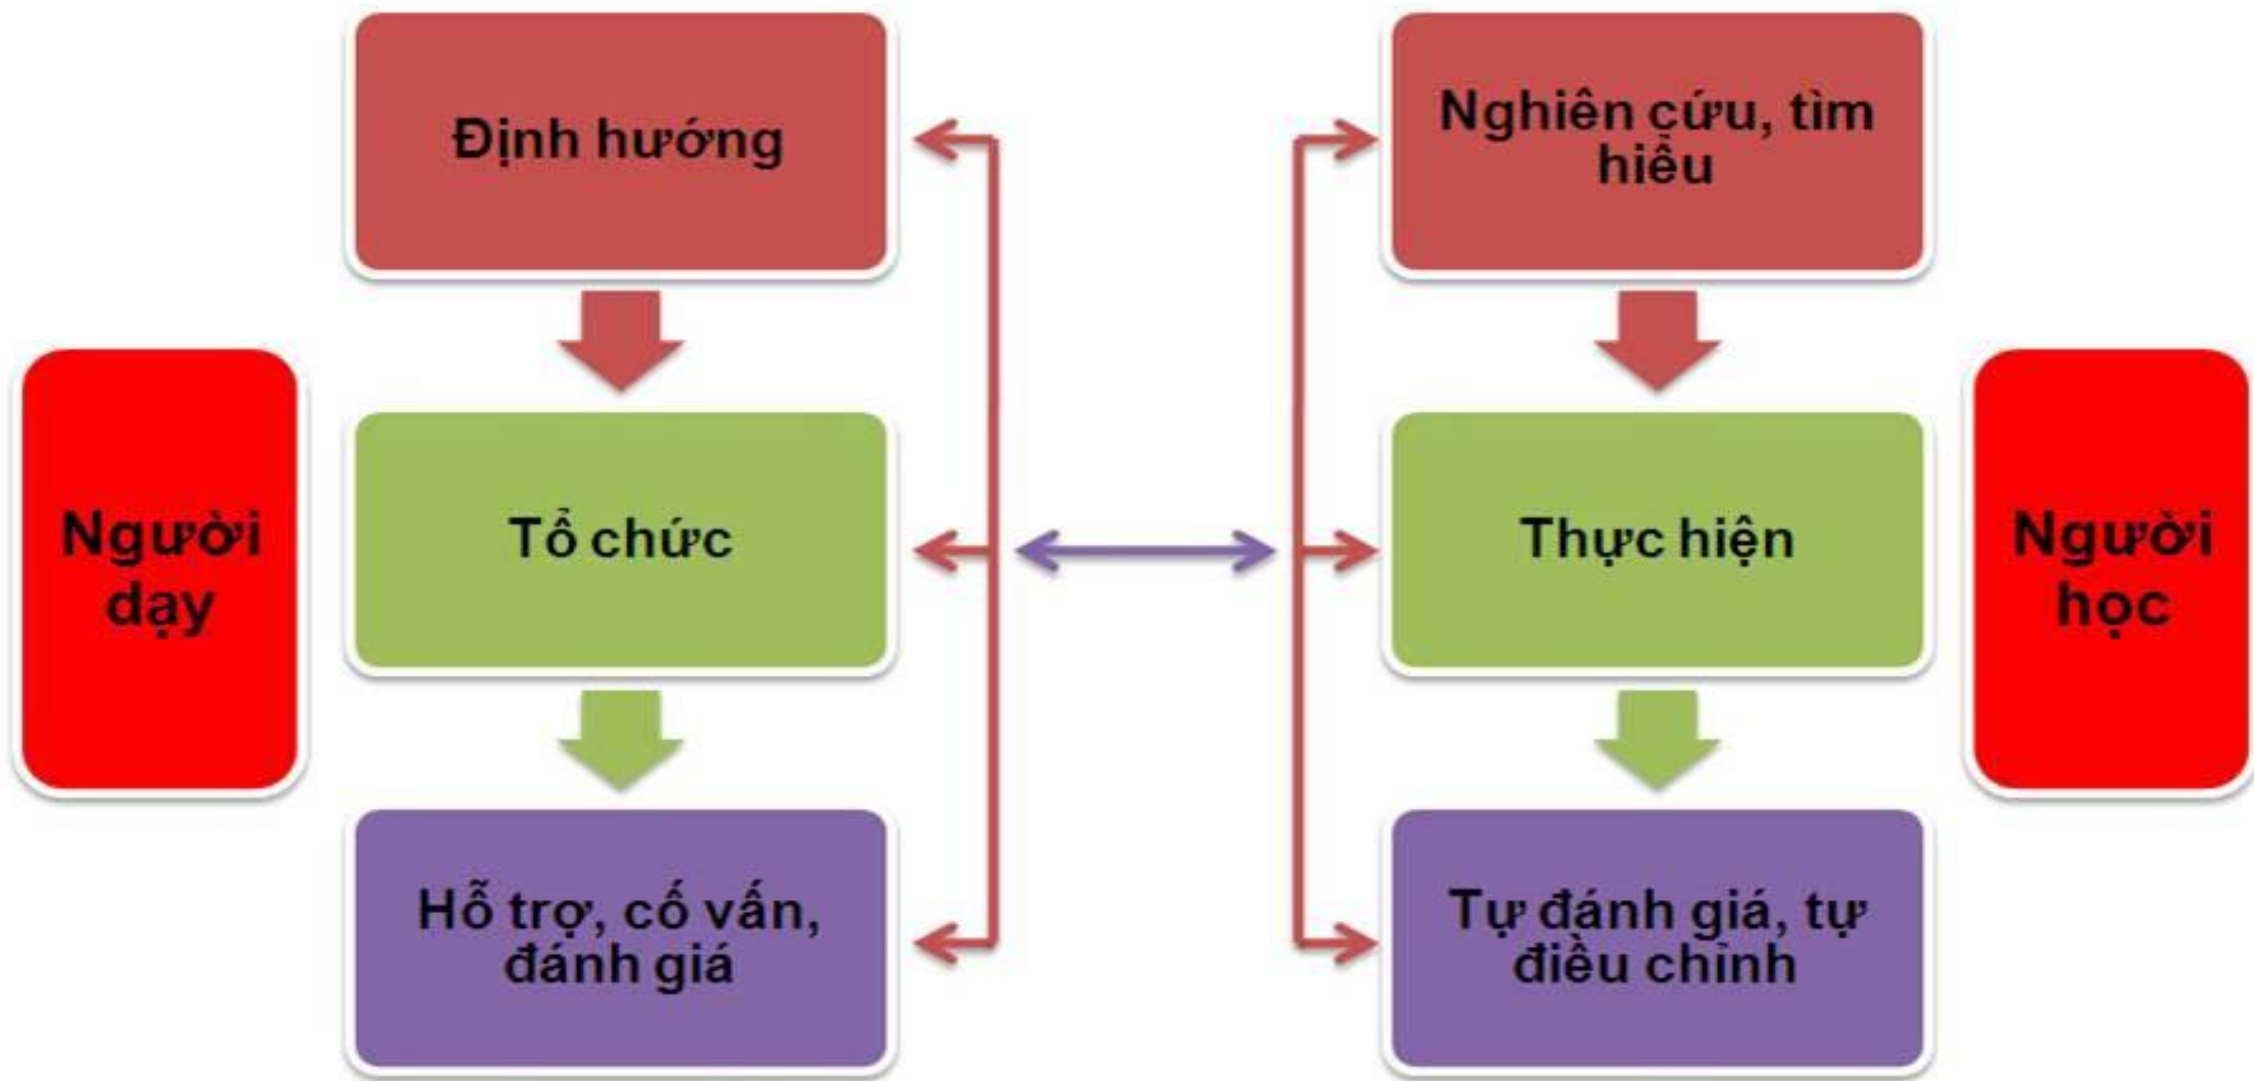 Định hướng
Nghiên cứu, tìm
hiểu
Người
dạy
Tổ chức
Thực hiện
Người
học
Hỗ trợ, cố vấn,
đánh giá
Tự đánh giá, tự
điều chỉnh